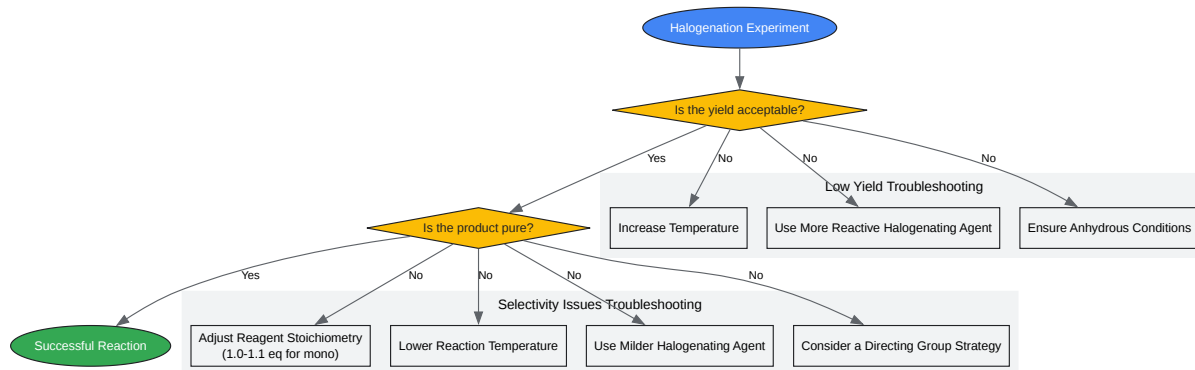 Halogenation Experiment
Is the yield acceptable?
Yes
No
No
No
Low Yield Troubleshooting
Is the product pure?
Increase Temperature
Use More Reactive Halogenating Agent
Ensure Anhydrous Conditions
Yes
No
No
No
No
Selectivity Issues Troubleshooting
Successful Reaction
Adjust Reagent Stoichiometry
(1.0-1.1 eq for mono)
Lower Reaction Temperature
Use Milder Halogenating Agent
Consider a Directing Group Strategy